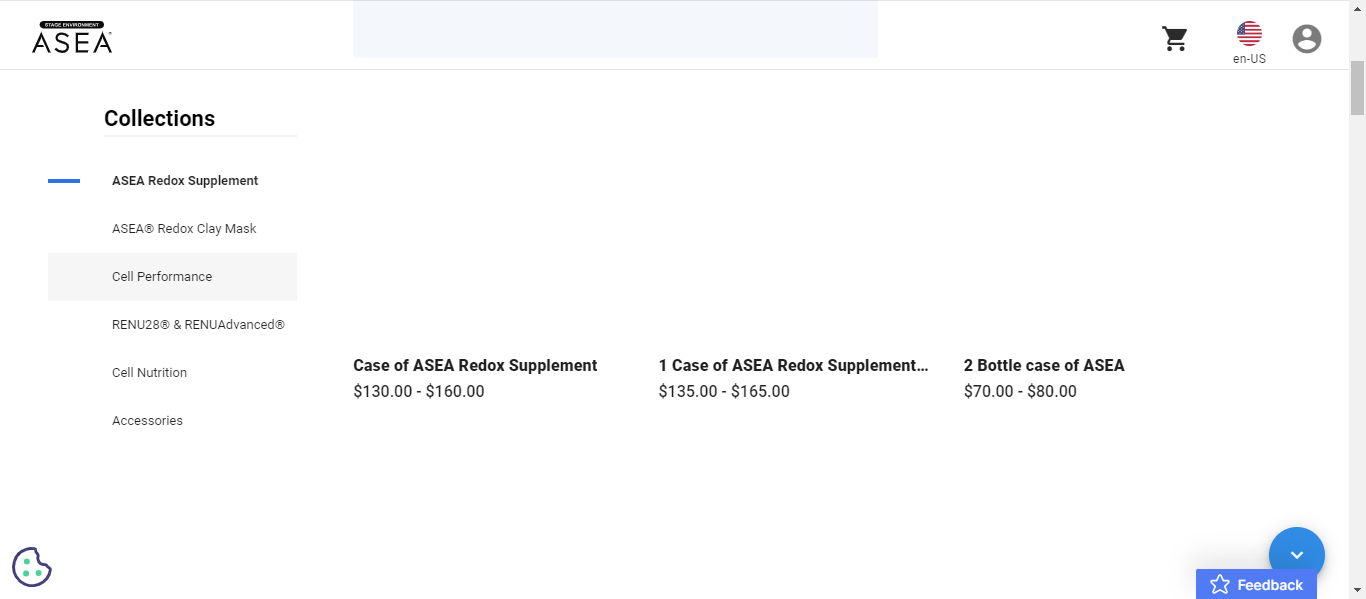 STAGE ENVIRONMENT
ASEA
en-US
Collections
ASEA Redox Supplement
ASEA® Redox Clay Mask
Cell Performance
RENU28® & RENUAdvanced®
Cell Nutrition
Accessories
Case of ASEA Redox Supplement
$130.00 - $160.00
1 Case of ASEA Redox Supplement...
$135.00 - $165.00
2 Bottle case of ASEA
$70.00 - $80.00
Feedback